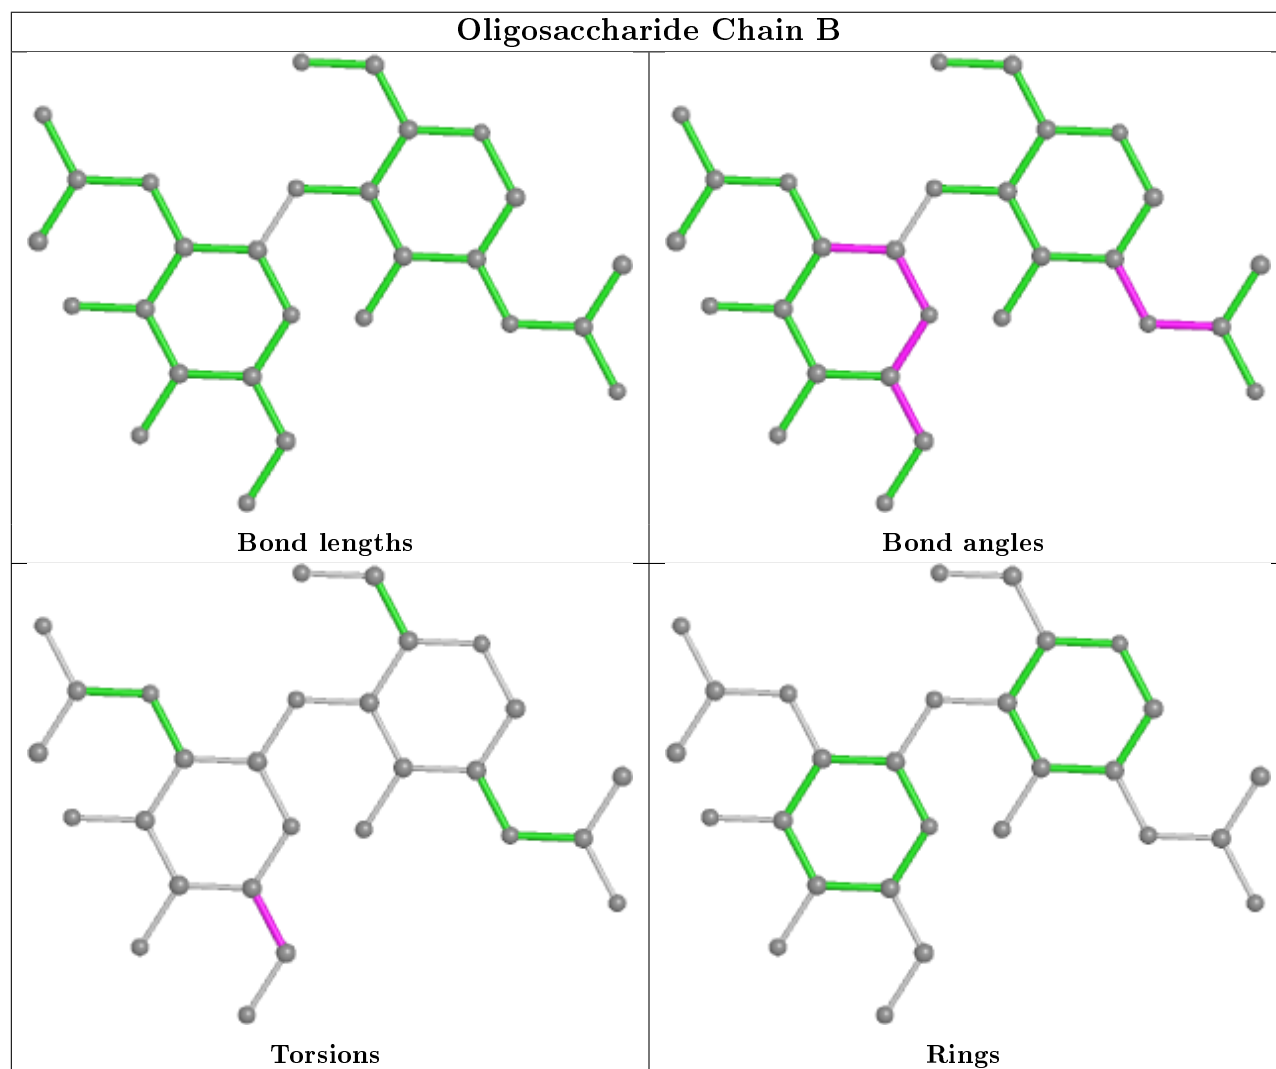 Oligosaccharide Chain B
Bond lengths
Bond angles
Torsions
Rings